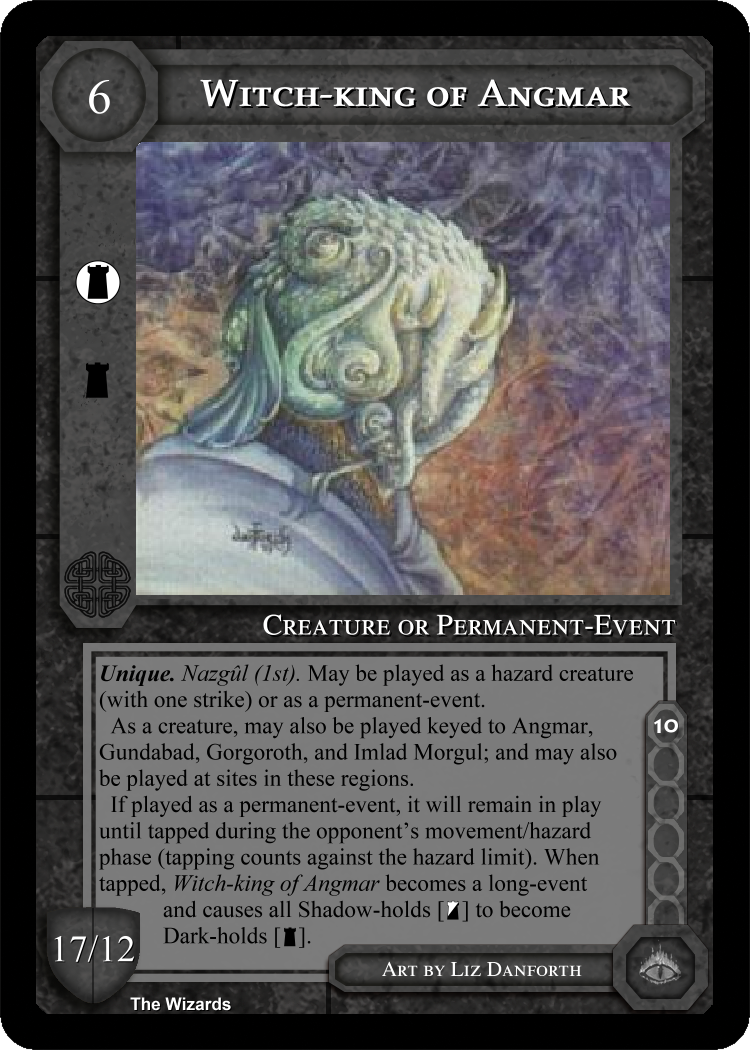 6
Witch-king of Angmar
Creature or Permanent-Event
Unique. Nazgûl (1st). May be played as a hazard creature
(with one strike) or as a permanent-event.
As a creature, may also be played keyed to Angmar,
Gundabad, Gorgoroth, and Imlad Morgul; and may also
be played at sites in these regions.
If played as a permanent-event, it will remain in play
until tapped during the opponent's movement/hazard
phase (tapping counts against the hazard limit). When
tapped, Witch-king of Angmar becomes a long-event
and causes all Shadow-holds [ ] to become
Dark-holds [ ].
10
17/12
Art by Liz Danforth
The Wizards